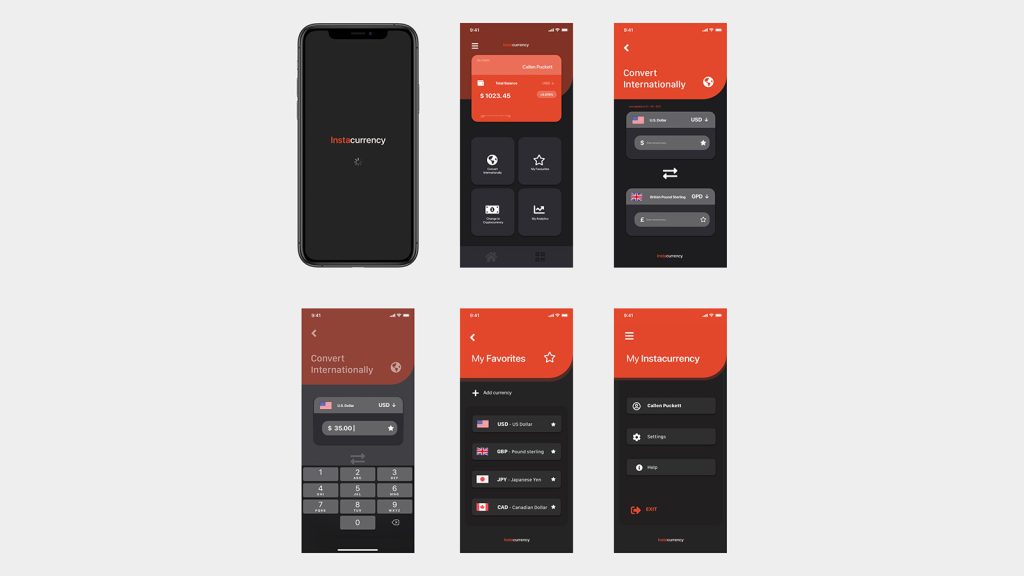 Instacurrency
9:41
Instacurrency
Callen Puckett
Total Balance
USD
$ 1023.45
Convert
Internationally
My Favourites
Change to
Cryptocurrency
My Analytics
9:41
Convert
Internationally
U.S. Dollar
USD ↓
$
British Pound Sterling
GPD ↓
£
Instacurrency
9:41
Convert
Internationally
U.S. Dollar
USD ↓
$ 35.00|
1
2
ABC
3
DEF
4
GHI
5
JKL
6
MNO
7
PQRS
8
TUV
9
WXYZ
0
9:41
My Favorites
+ Add currency
USD - US Dollar
GBP - Pound sterling
JPY - Japanese Yen
CAD - Canadian Dollar
Instacurrency
9:41
My Instacurrency
Callen Puckett
Settings
Help
EXIT
Instacurrency